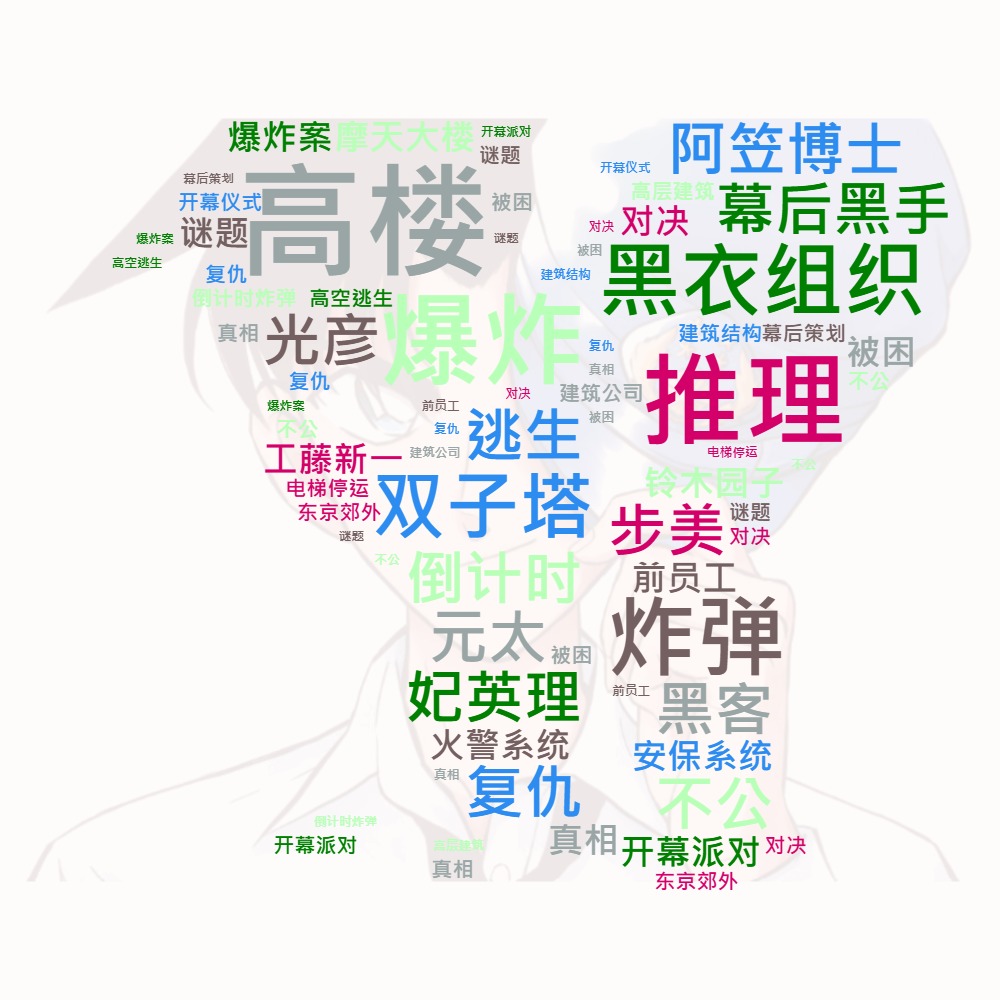 爆炸案
摩天大楼
开幕派对
谜题
幕后策划
高楼
开幕仪式
被困
谜题
爆炸案
谜题
高空逃生
复仇
倒计时炸弹
高空逃生
爆炸
真相
光彦
复仇
爆炸案
前员工
对决
不公
复仇
逃生
工藤新一
建筑公司
电梯停运
双子塔
东京郊外
谜题
不公
倒计时
元太
被困
妃英理
火警系统
真相
复仇
倒计时炸弹
开幕派对
高层建筑
真相
真相
阿笠博士
开幕仪式
高层建筑
幕后黑手
对决
对决
被困
黑衣组织
建筑结构
建筑结构
幕后策划
被困
复仇
真相
推理
不公
建筑公司
被困
电梯停运
不公
铃木园子
步美
谜题
对决
前员工
炸弹
前员工
黑客
安保系统
不公
开幕派对
对决
东京郊外